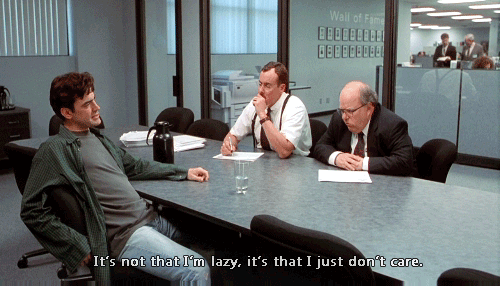 Wall of Fame
It's not that I'm lazy, it's that I just don't care.